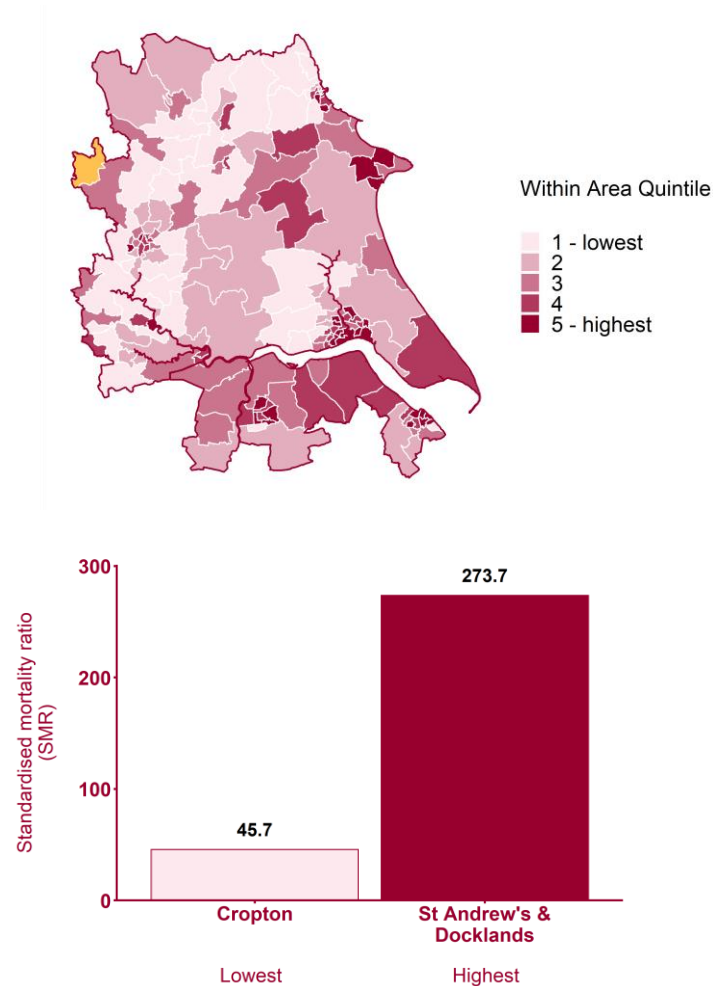 Within Area Quintile
1 - lowest
2
3
4
5 - highest
300
273.7
200
Standardised mortality ratio
(SMR)
100
45.7
0
Cropton
St Andrew's &
Docklands
Lowest
Highest